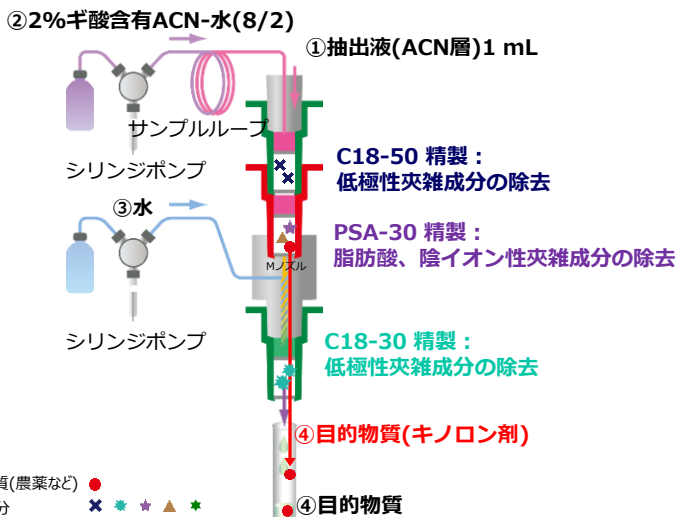 ②2%ギ酸含有ACN-水(8/2)
①抽出液(ACN層)1 mL
サンプルループ
シリンジポンプ
C18-50 精製：
低極性夾雑成分の除去
③水
PSA-30 精製：
脂肪酸、陰イオン性夾雑成分の除去
Mノズル
シリンジポンプ
C18-30 精製：
低極性夾雑成分の除去
④目的物質(キノロン剤)
質(農薬など)
分
④目的物質